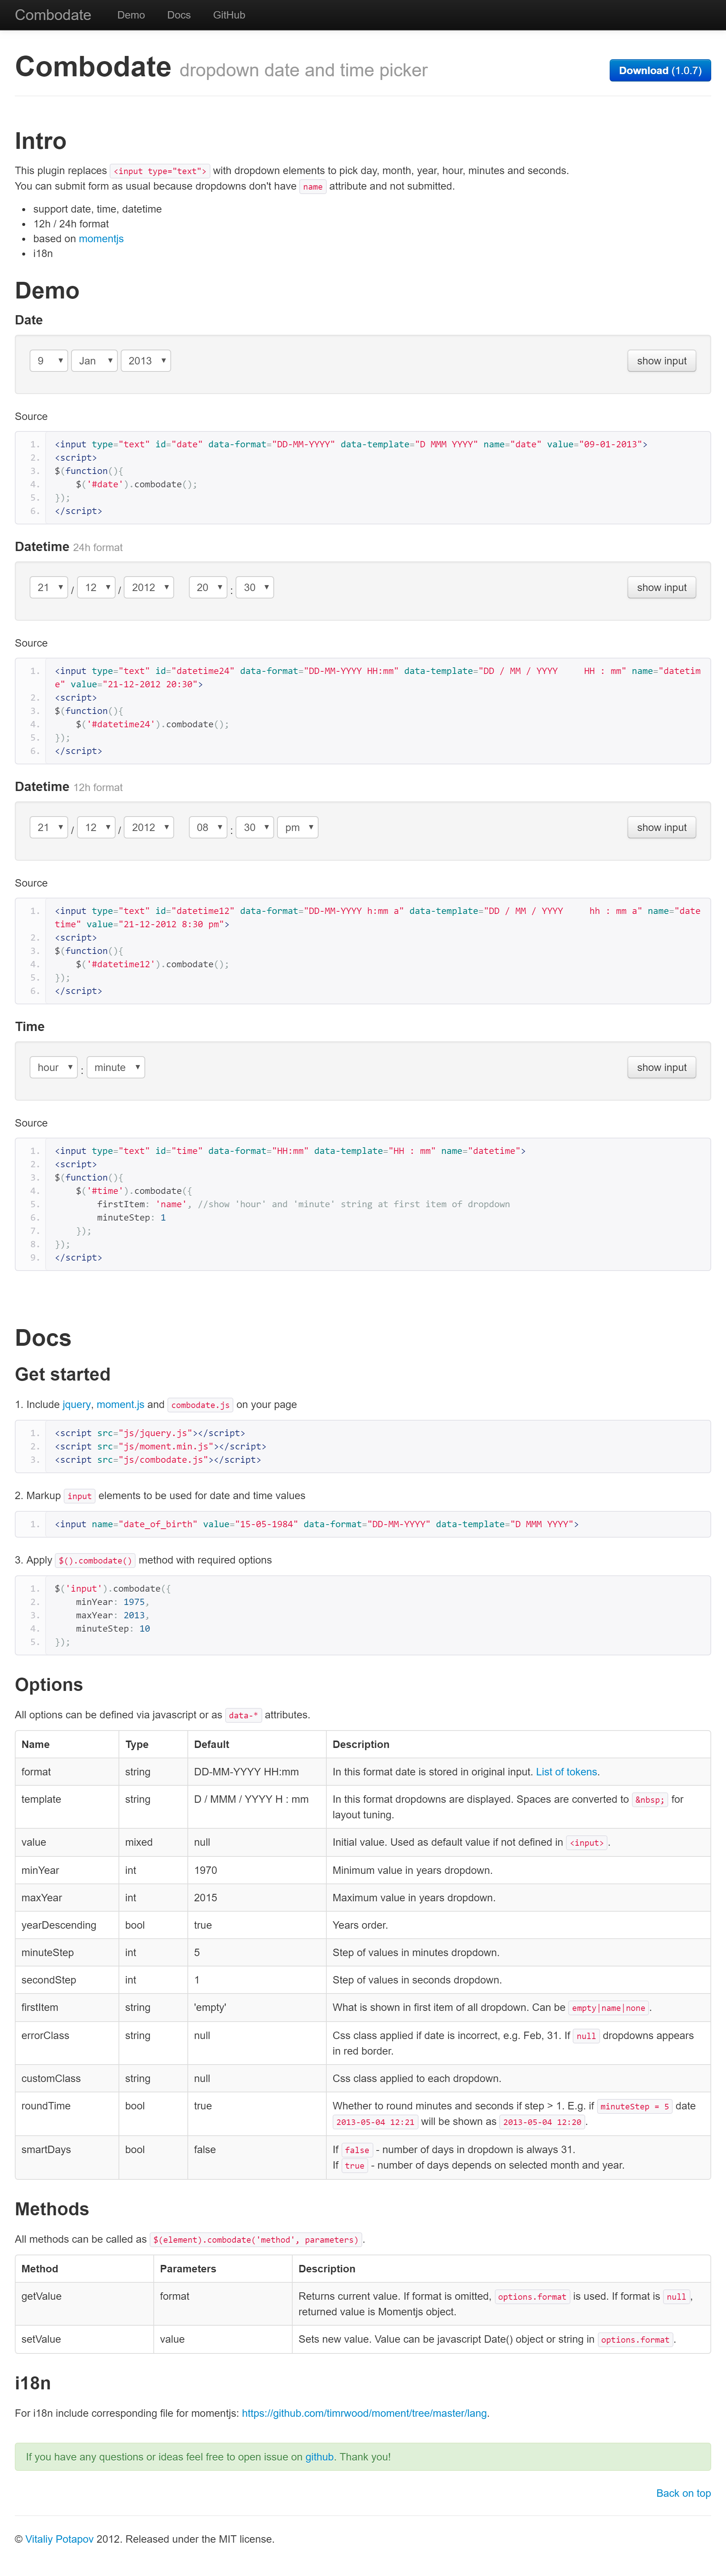 Combodate Demo Docs GitHub
Combodate dropdown date and time picker
Download (1.0.7)
Intro
This plugin replaces <input type="text"> with dropdown elements to pick day, month, year, hour, minutes and seconds.
You can submit form as usual because dropdowns don't have name attribute and not submitted.
• support date, time, datetime
• 12h / 24h format
• based on momentjs
• i18n
Demo
Date
9 Jan 2013 show input
Source
1. <input type="text" id="date" data-format="DD-MM-YYYY" data-template="D MMM YYYY" name="date" value="09-01-2013">
2. <script>
3. $(function(){
4. $('#date').combodate();
5. });
6. </script>
Datetime 24h format
21 / 12 / 2012 20 : 30 show input
Source
1. <input type="text" id="datetime24" data-format="DD-MM-YYYY HH:mm" data-template="DD / MM / YYYY     HH : mm" name="datetim
e" value="21-12-2012 20:30">
2. <script>
3. $(function(){
4. $('#datetime24').combodate();
5. });
6. </script>
Datetime 12h format
21 / 12 / 2012 08 : 30 pm show input
Source
1. <input type="text" id="datetime12" data-format="DD-MM-YYYY h:mm a" data-template="DD / MM / YYYY     hh : mm a" name="date
time" value="21-12-2012 8:30 pm">
2. <script>
3. $(function(){
4. $('#datetime12').combodate();
5. });
6. </script>
Time
hour : minute show input
Source
1. <input type="text" id="time" data-format="HH:mm" data-template="HH : mm" name="datetime">
2. <script>
3. $(function(){
4. $('#time').combodate({
5. firstItem: 'name', //show 'hour' and 'minute' string at first item of dropdown
6. minuteStep: 1
7. });
8. });
9. </script>
Docs
Get started
1. Include jquery, moment.js and combodate.js on your page
1. <script src="js/jquery.js"></script>
2. <script src="js/moment.min.js"></script>
3. <script src="js/combodate.js"></script>
2. Markup input elements to be used for date and time values
1. <input name="date_of_birth" value="15-05-1984" data-format="DD-MM-YYYY" data-template="D MMM YYYY">
3. Apply $().combodate() method with required options
1. $('input').combodate({
2. minYear: 1975,
3. maxYear: 2013,
4. minuteStep: 10
5. });
Options
All options can be defined via javascript or as data-* attributes.
Name Type Default Description
format string DD-MM-YYYY HH:mm In this format date is stored in original input. List of tokens.
template string D / MMM / YYYY H : mm In this format dropdowns are displayed. Spaces are converted to &nbsp; for
layout tuning.
value mixed null Initial value. Used as default value if not defined in <input>.
minYear int 1970 Minimum value in years dropdown.
maxYear int 2015 Maximum value in years dropdown.
yearDescending bool true Years order.
minuteStep int 5 Step of values in minutes dropdown.
secondStep int 1 Step of values in seconds dropdown.
firstItem string 'empty' What is shown in first item of all dropdown. Can be empty|name|none.
errorClass string null Css class applied if date is incorrect, e.g. Feb, 31. If null dropdowns appears
in red border.
customClass string null Css class applied to each dropdown.
roundTime bool true Whether to round minutes and seconds if step > 1. E.g. if minuteStep = 5 date
2013-05-04 12:21 will be shown as 2013-05-04 12:20.
smartDays bool false If false - number of days in dropdown is always 31.
If true - number of days depends on selected month and year.
Methods
All methods can be called as $(element).combodate('method', parameters).
Method Parameters Description
getValue format Returns current value. If format is omitted, options.format is used. If format is null,
returned value is Momentjs object.
setValue value Sets new value. Value can be javascript Date() object or string in options.format.
i18n
For i18n include corresponding file for momentjs: https://github.com/timrwood/moment/tree/master/lang.
If you have any questions or ideas feel free to open issue on github. Thank you!
Back on top
© Vitaliy Potapov 2012. Released under the MIT license.